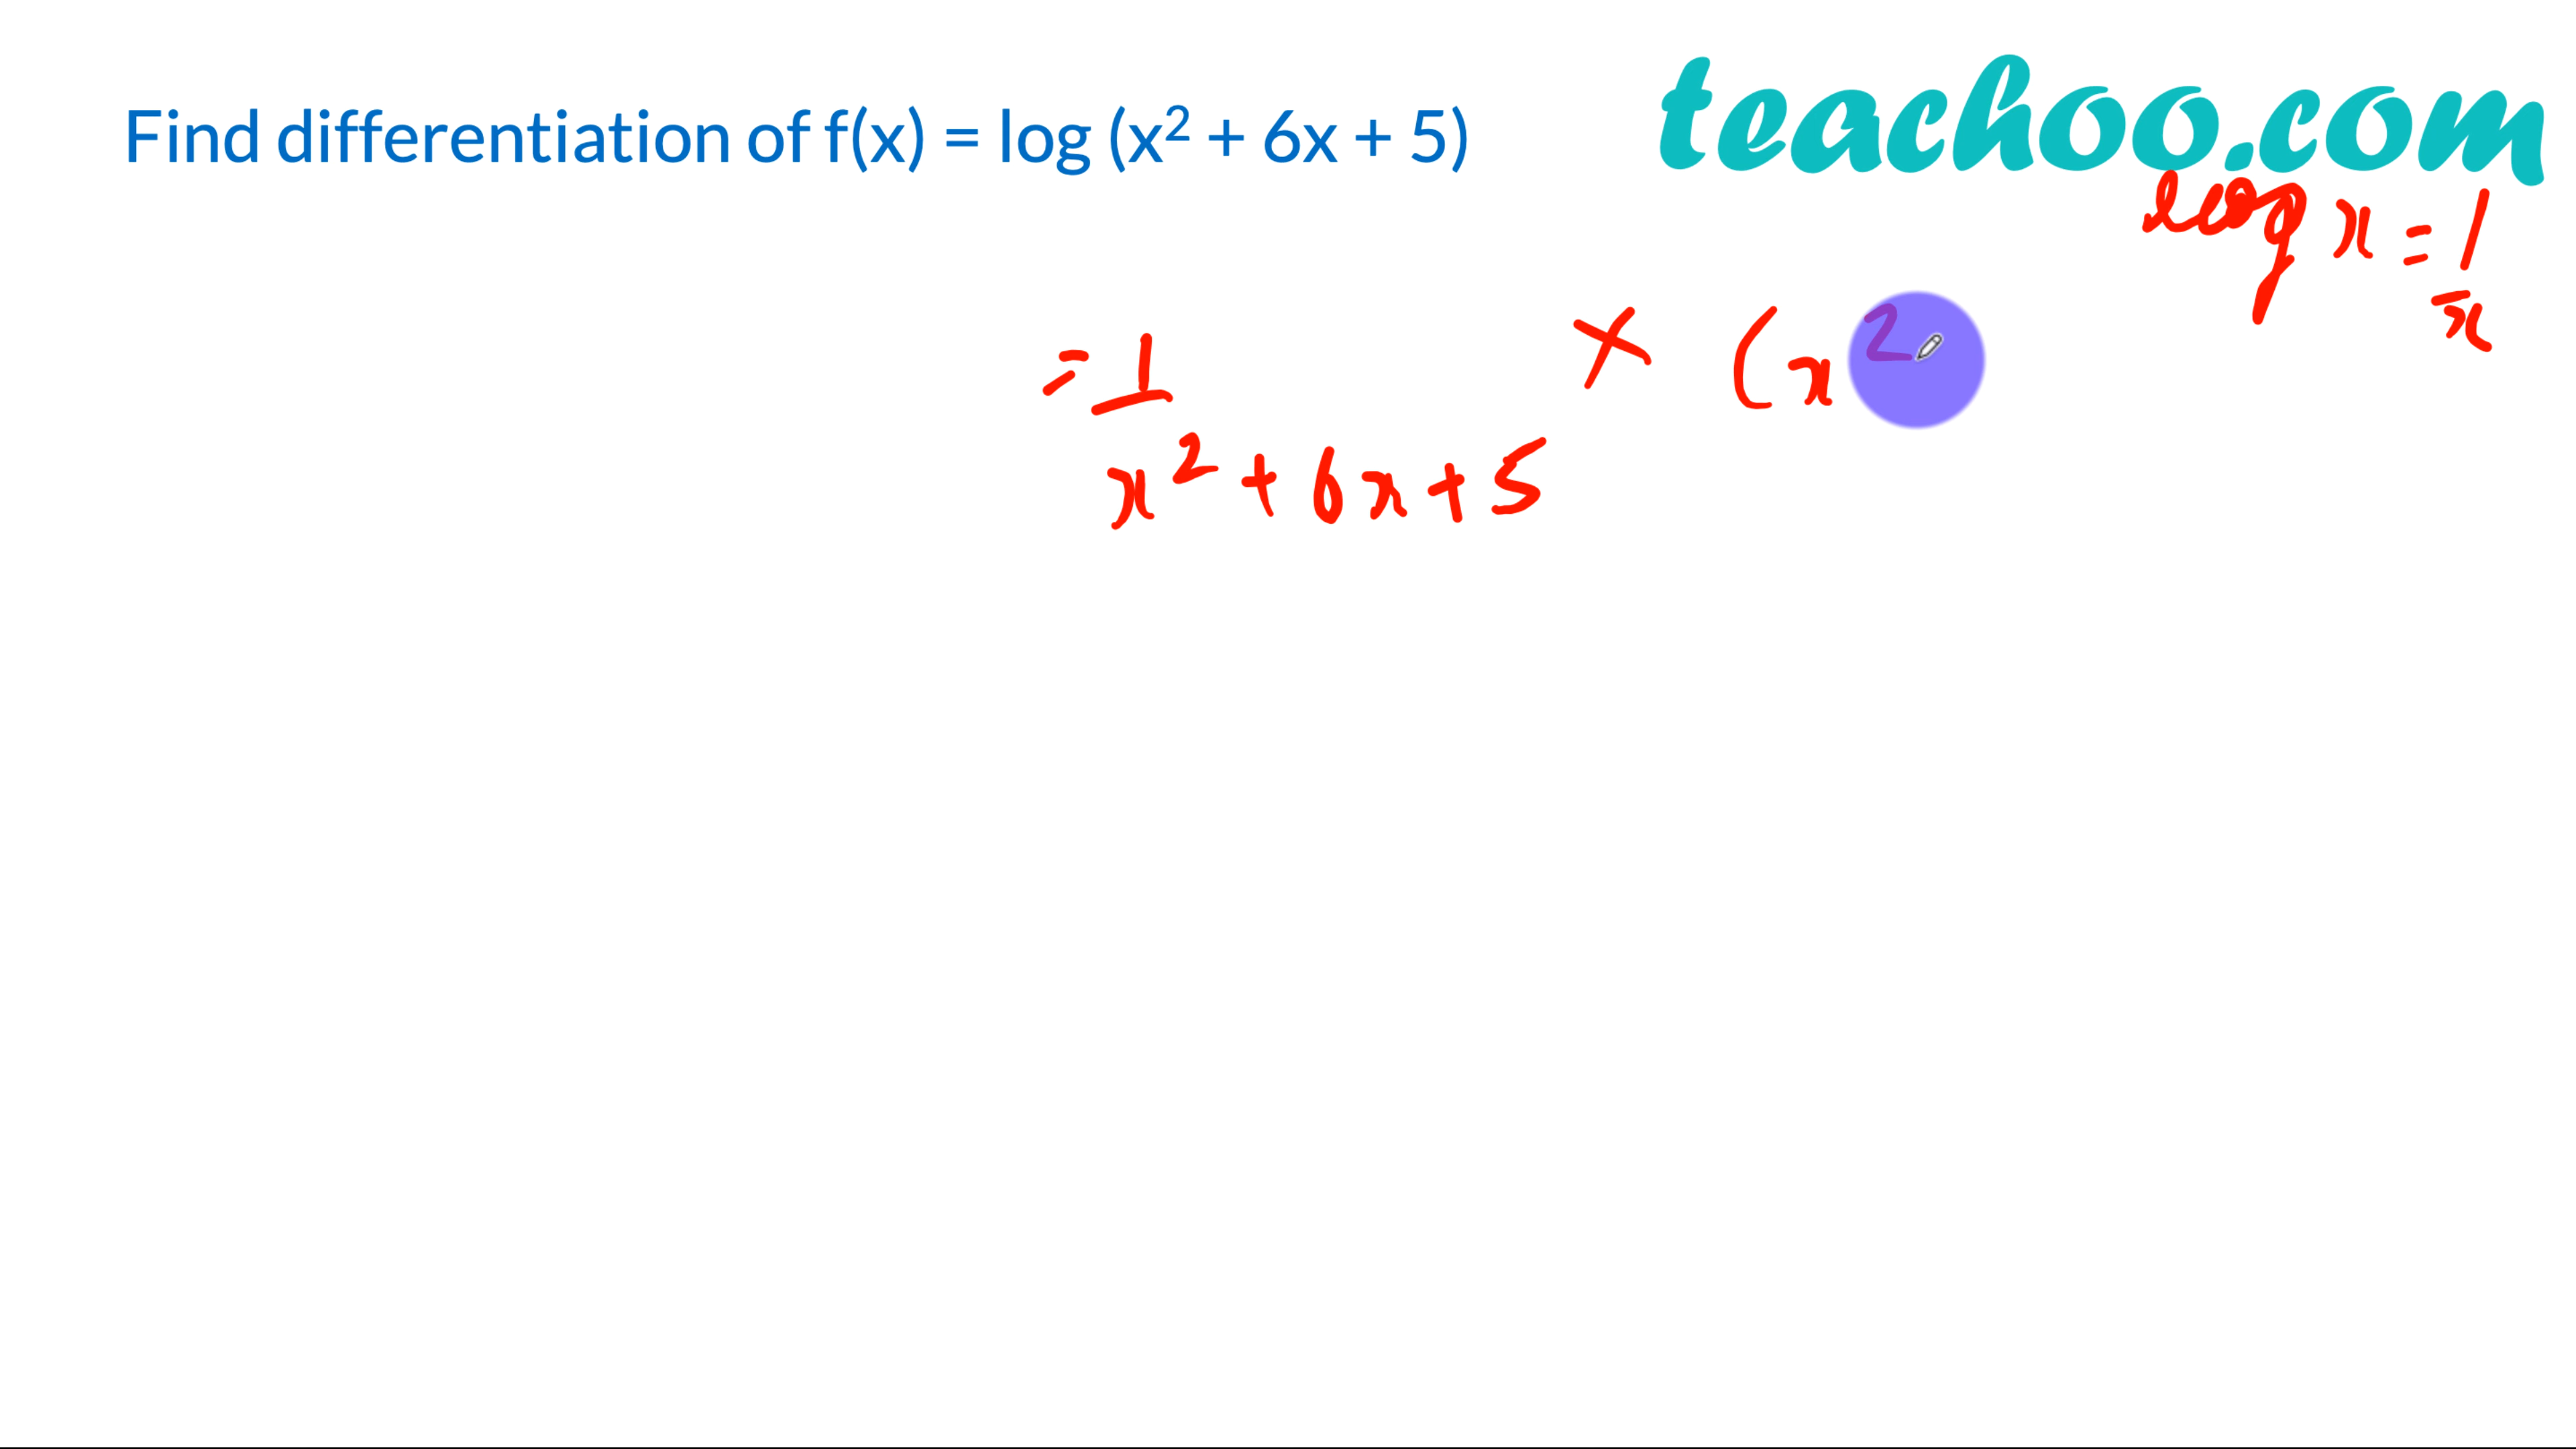 Find differentiation of f(x) = log (x² + 6x + 5)
teachoo.com
log x = 1
x
= 1 × (x²
x² + 6x + 5